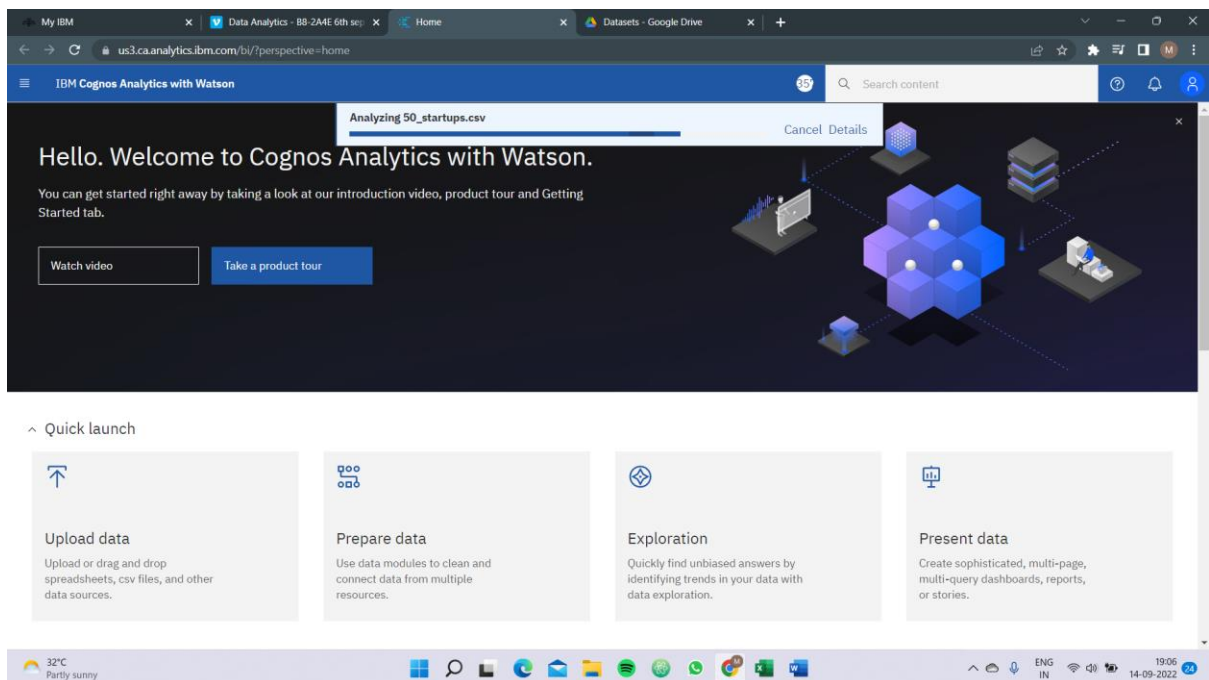 My IBM
Data Analytics - B8-2A4E 6th sep
Home
Datasets - Google Drive
us3.ca.analytics.ibm.com/bi/?perspective=home
IBM Cognos Analytics with Watson
Search content
Analyzing 50_startups.csv
Cancel Details
Hello. Welcome to Cognos Analytics with Watson.
You can get started right away by taking a look at our introduction video, product tour and Getting
Started tab.
Watch video
Take a product tour
Quick launch
Upload data
Upload or drag and drop
spreadsheets, csv files, and other
data sources.
Prepare data
Use data modules to clean and
connect data from multiple
resources.
Exploration
Quickly find unbiased answers by
identifying trends in your data with
data exploration.
Present data
Create sophisticated, multi-page,
multi-query dashboards, reports,
or stories.
32°C
Partly sunny
ENG
IN
19:06
14-09-2022
24